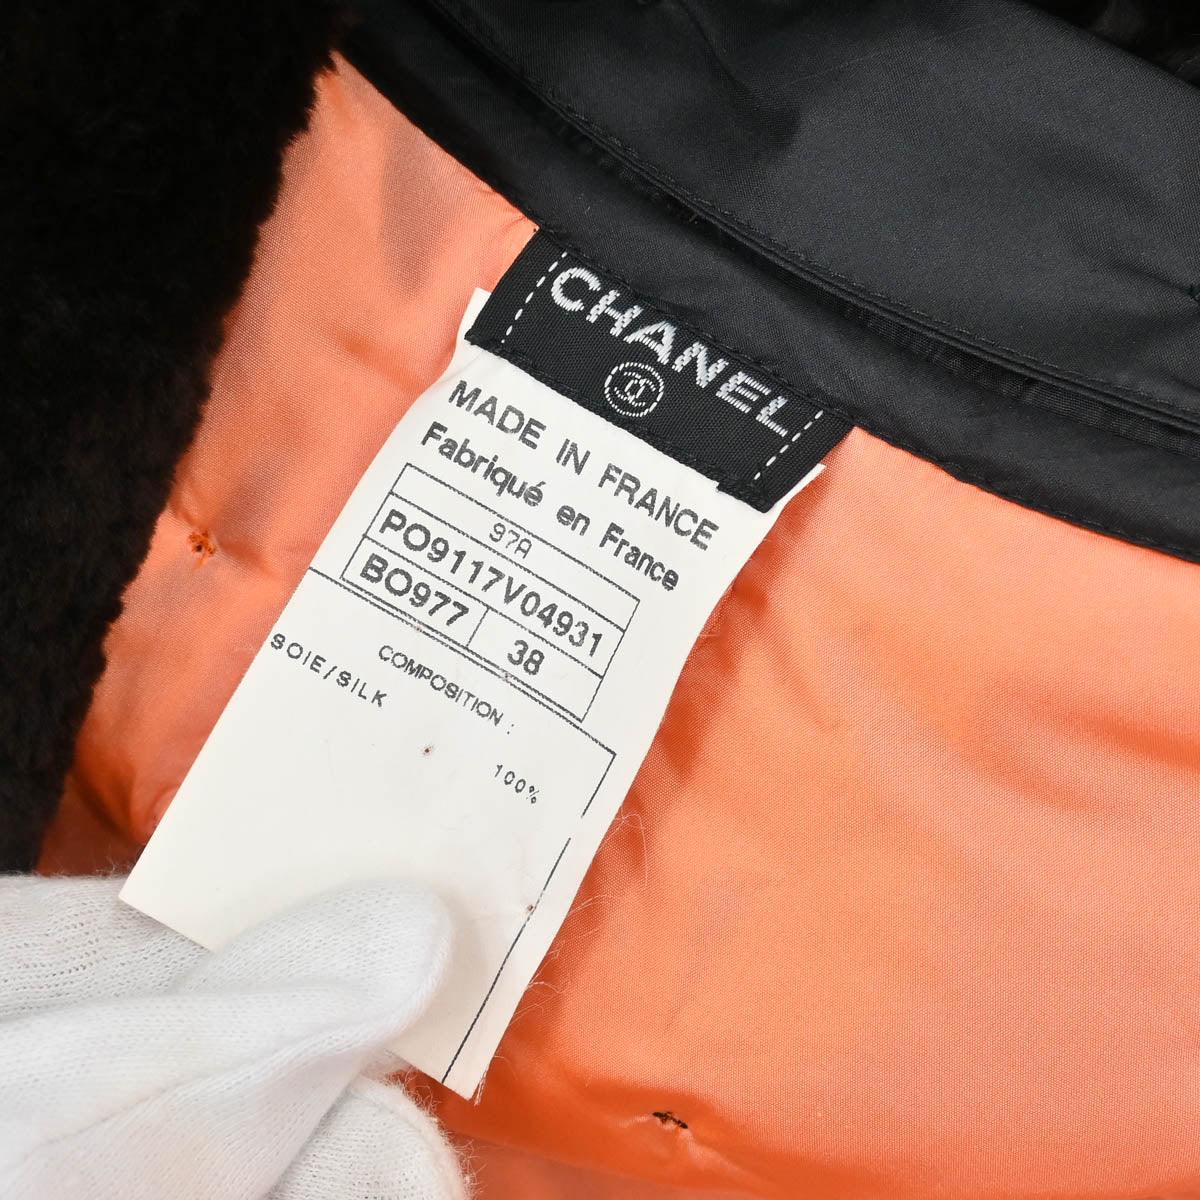 CHANEL
MADE IN FRANCE
Fabriqué en France
97A
PO9117V04931
BO977 38
COMPOSITION :
SOIE/SILK 100%